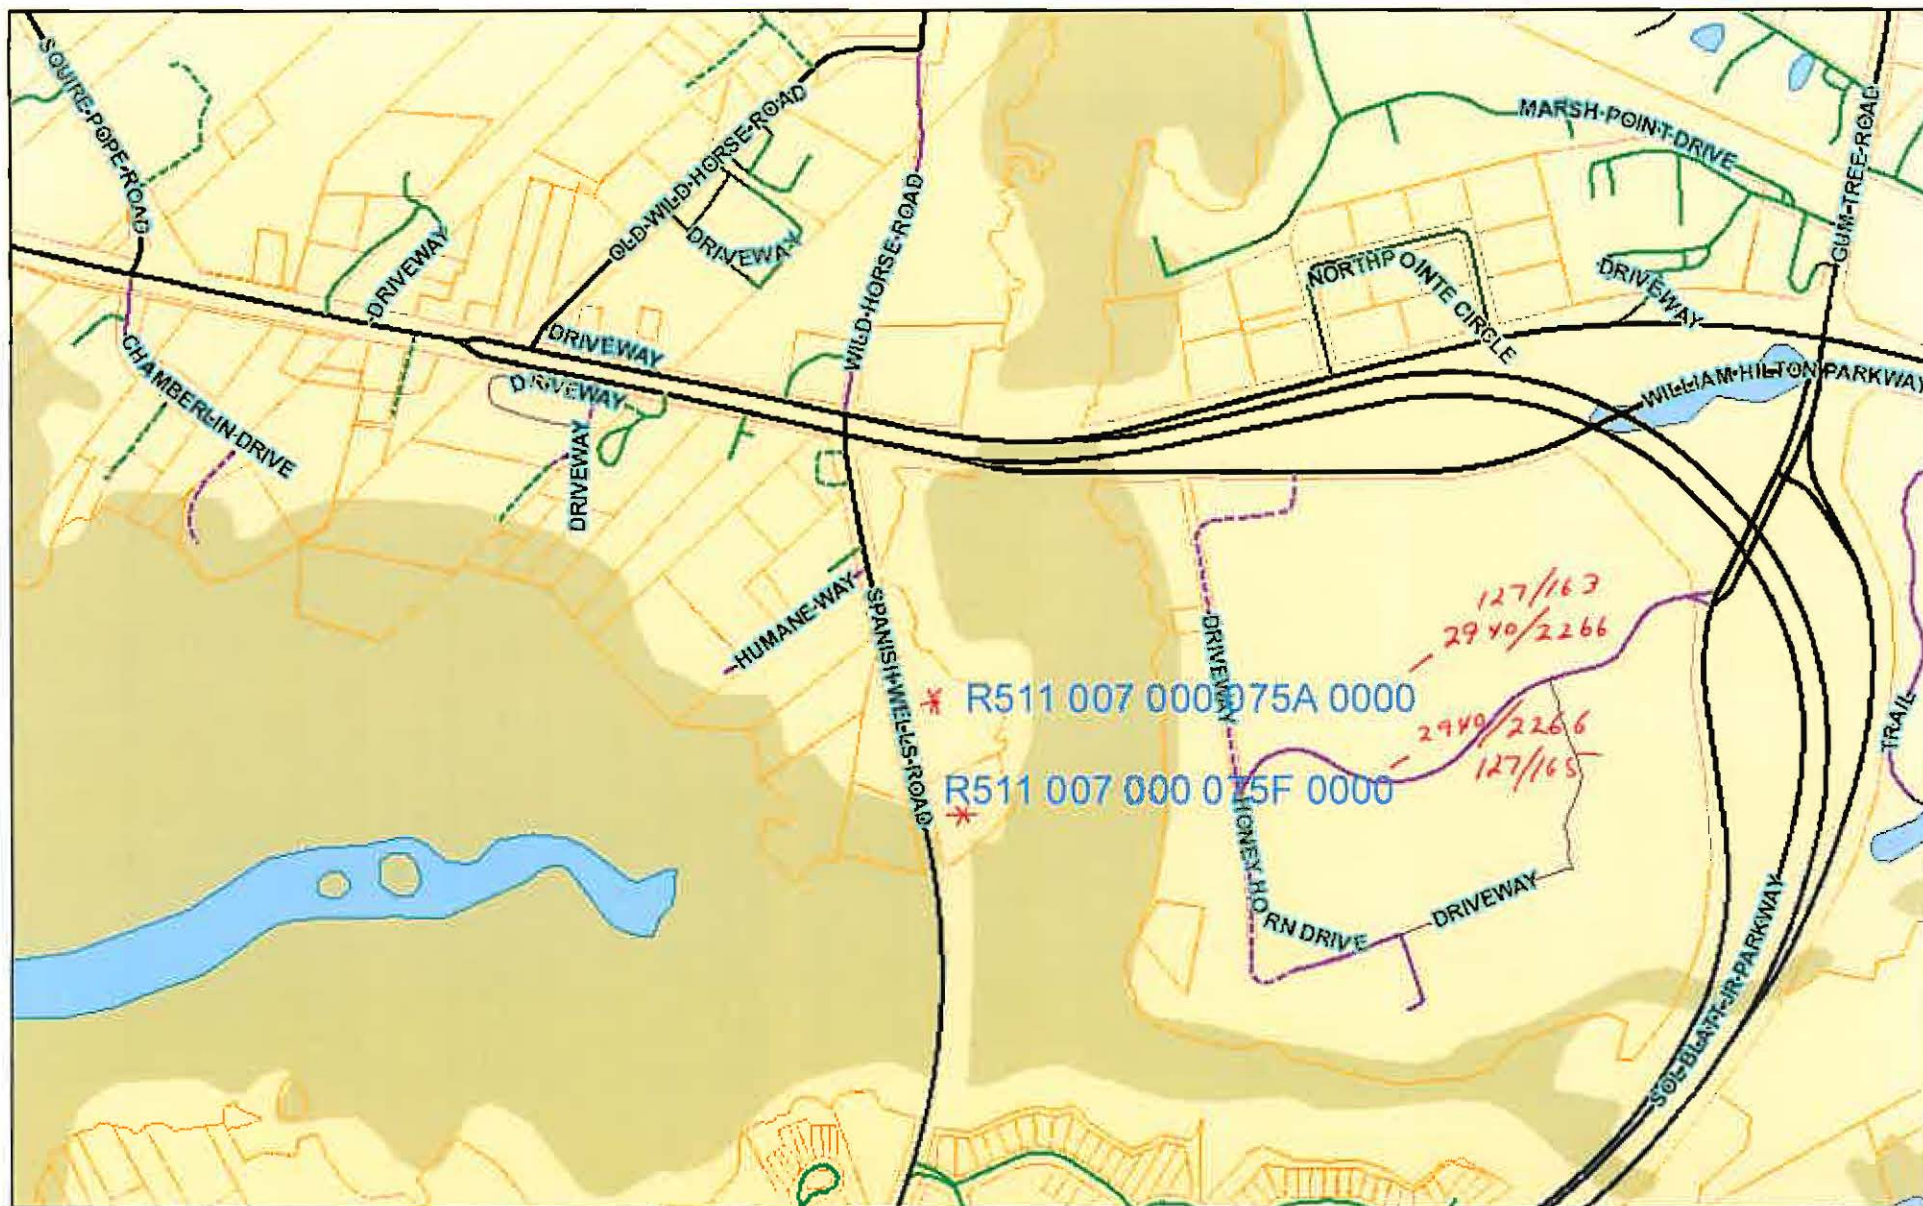 SQUIRE POPE ROAD
OLD WILD HORSE ROAD
WILD HORSE ROAD
MARSH POINT DRIVE
GUM TREE ROAD
DRIVEWAY
DRIVEWAY
NORTHPOINTE CIRCLE
DRIVEWAY
CHAMBERLIN DRIVE
DRIVEWAY
DRIVEWAY
WILLIAM HILTON PARKWAY
DRIVEWAY
HUMANE WAY
SPANISH WELLS ROAD
DRIVEWAY
127/163
2940/2266
* R511 007 000 075A 0000
2940/2266
127/165
R511 007 000 075F 0000
*
TRAIL
HONEY HORN DRIVE
DRIVEWAY
SOL BLATT JR PARKWAY